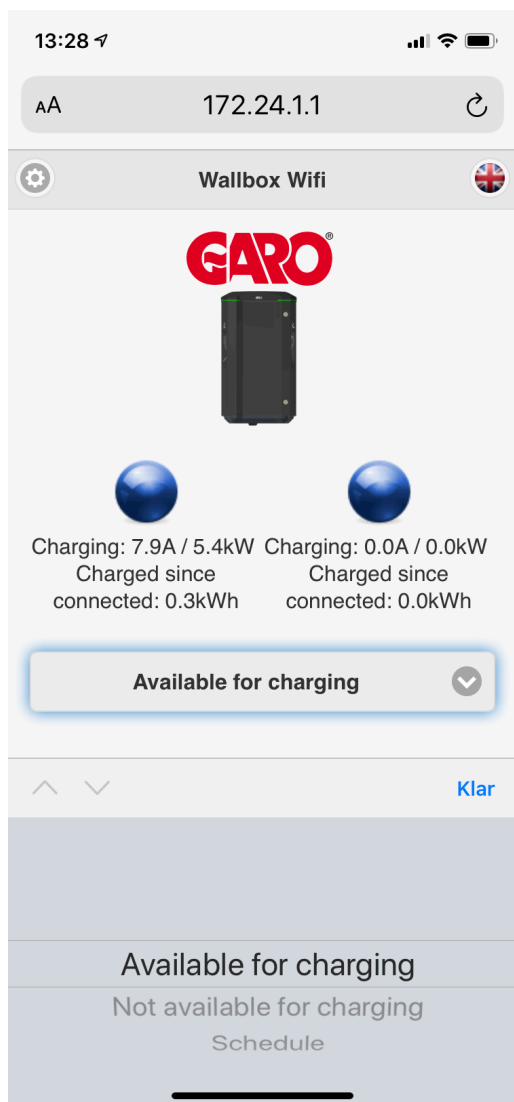 13:28
AA
172.24.1.1
Wallbox Wifi
GARO®
Charging: 7.9A / 5.4kW
Charged since
connected: 0.3kWh
Charging: 0.0A / 0.0kW
Charged since
connected: 0.0kWh
Available for charging
Klar
Available for charging
Not available for charging
Schedule